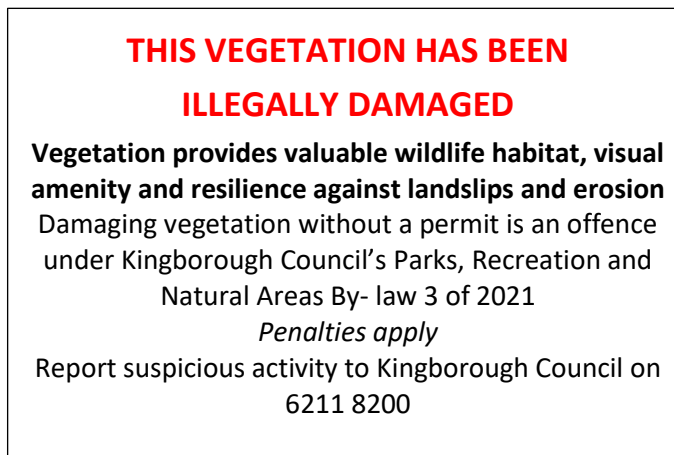 THIS VEGETATION HAS BEEN
ILLEGALLY DAMAGED
Vegetation provides valuable wildlife habitat, visual
amenity and resilience against landslips and erosion
Damaging vegetation without a permit is an offence
under Kingborough Council’s Parks, Recreation and
Natural Areas By- law 3 of 2021
Penalties apply
Report suspicious activity to Kingborough Council on
6211 8200